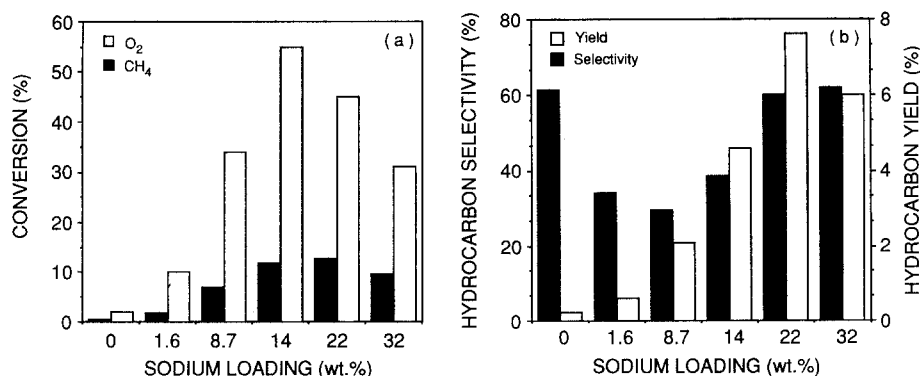 (a)
O₂
CH₄
60
50
40
30
20
10
0
CONVERSION (%)
0 1.6 8.7 14 22 32
SODIUM LOADING (wt.%)
(b)
Yield
Selectivity
80
60
40
20
0
HYDROCARBON SELECTIVITY (%)
8
6
4
2
0
HYDROCARBON YIELD (%)
0 1.6 8.7 14 22 32
SODIUM LOADING (wt.%)